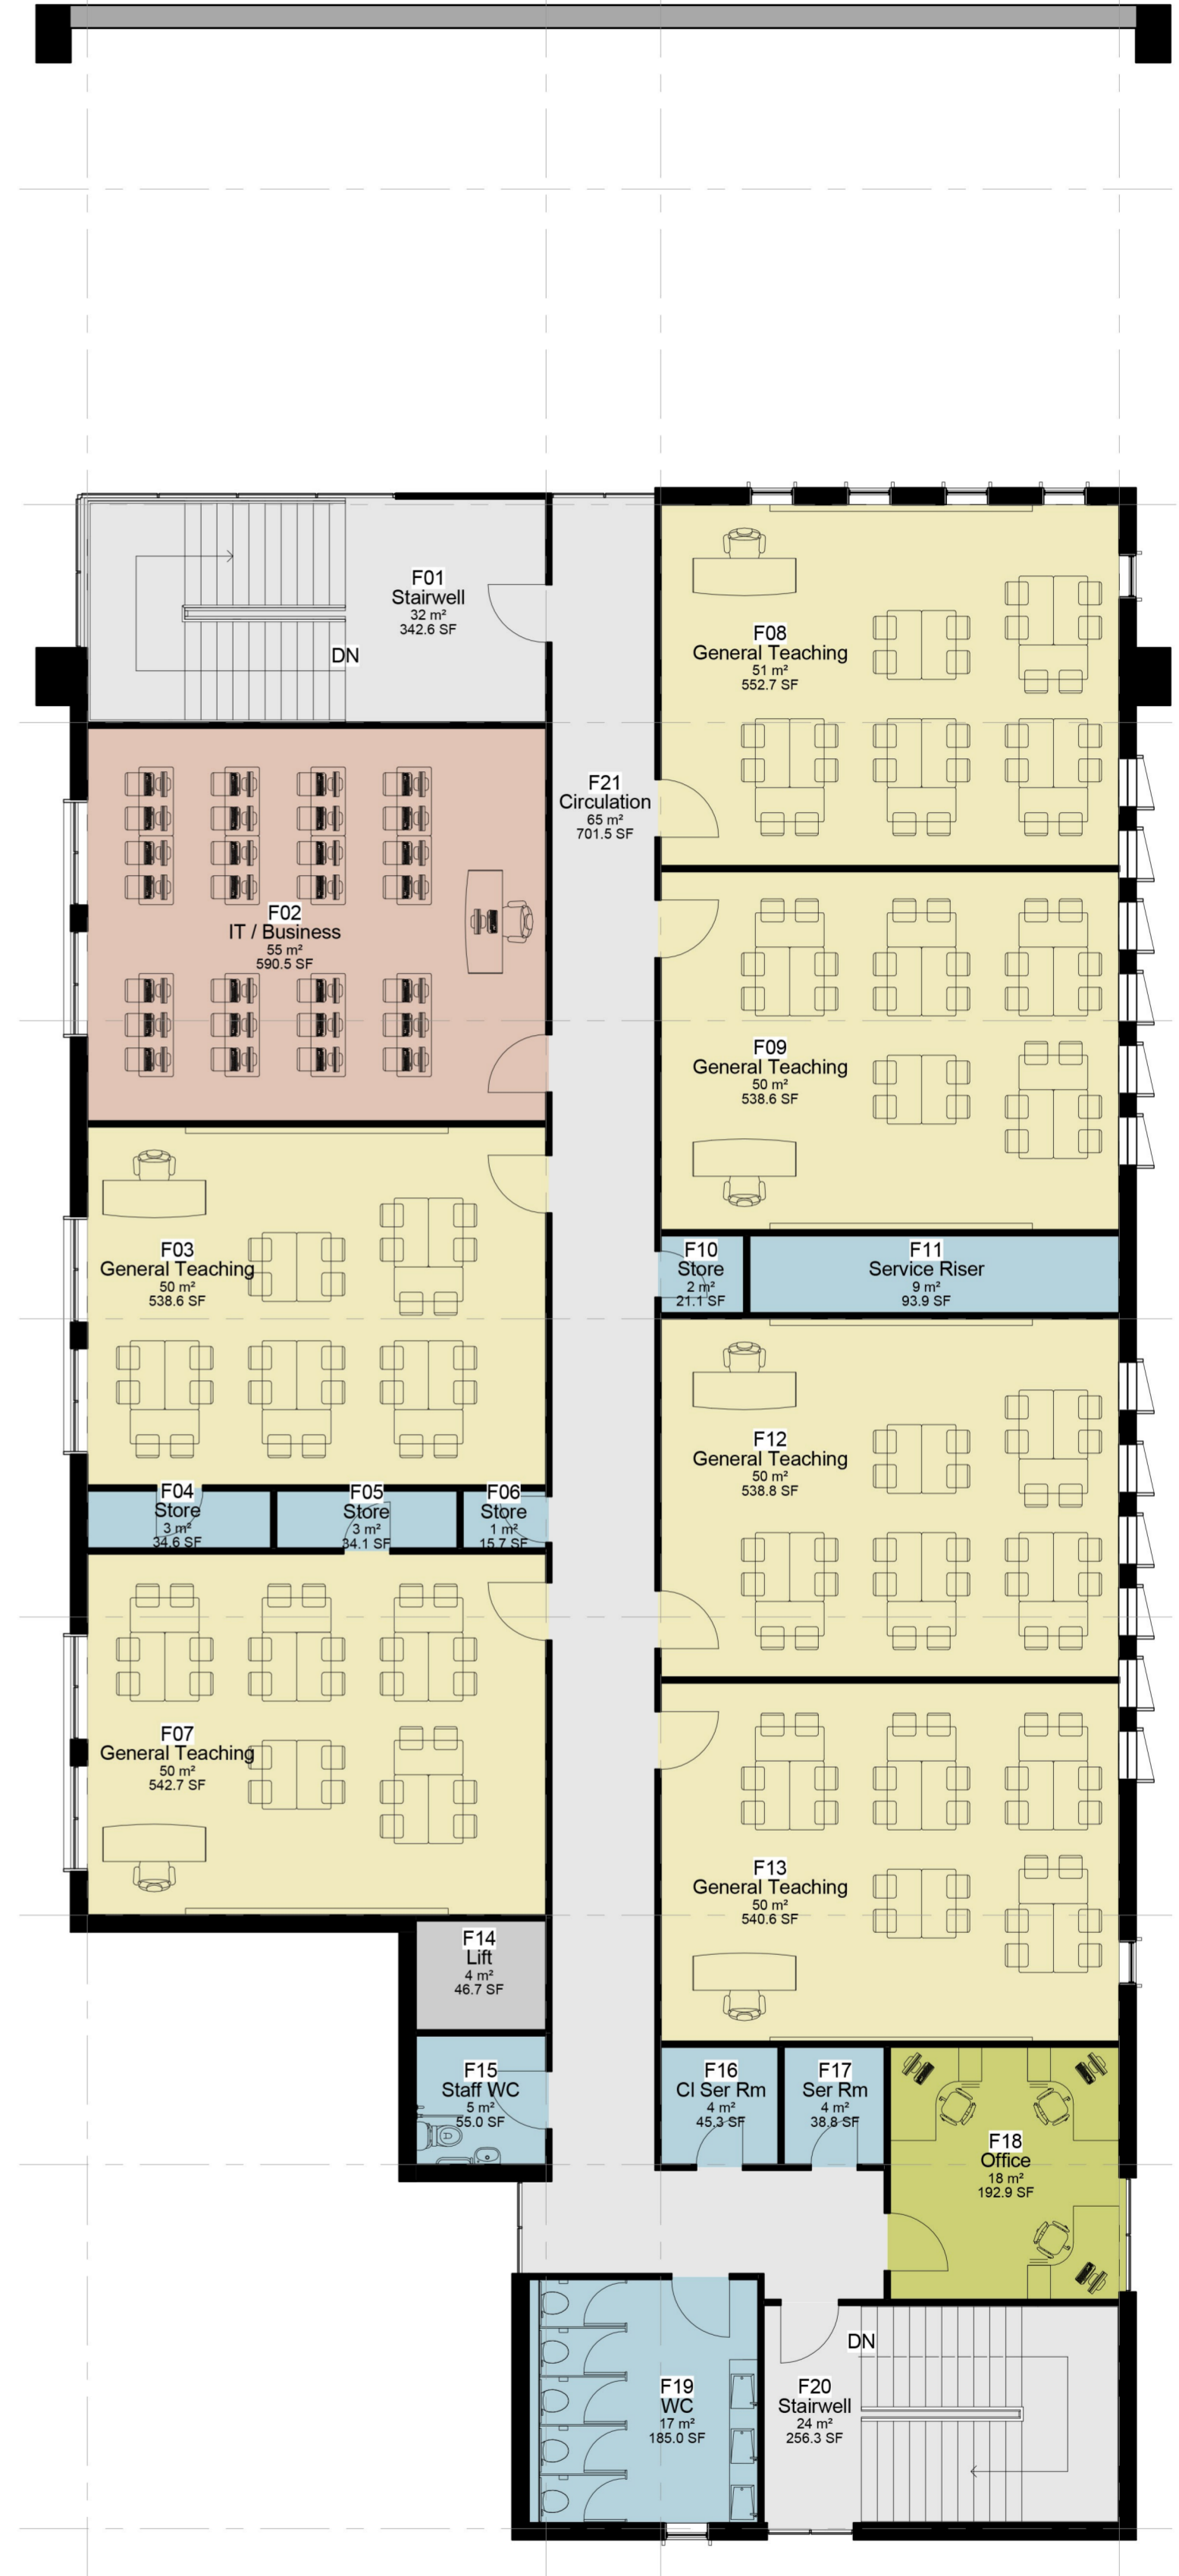 F01
Stairwell
32 m²
342.6 SF
DN
F08
General Teaching
51 m²
552.7 SF
F21
Circulation
65 m²
701.5 SF
F02
IT / Business
55 m²
590.5 SF
F09
General Teaching
50 m²
538.6 SF
F03
General Teaching
50 m²
538.6 SF
F10
Store
2 m²
21.1 SF
F11
Service Riser
9 m²
93.9 SF
F12
General Teaching
50 m²
538.8 SF
F04
Store
3 m²
34.6 SF
F05
Store
3 m²
34.1 SF
F06
Store
1 m²
15.7 SF
F07
General Teaching
50 m²
542.7 SF
F13
General Teaching
50 m²
540.6 SF
F14
Lift
4 m²
46.7 SF
F15
Staff WC
5 m²
55.0 SF
F16
Cl Ser Rm
4 m²
45.3 SF
F17
Ser Rm
4 m²
38.8 SF
F18
Office
18 m²
192.9 SF
DN
F19
WC
17 m²
185.0 SF
F20
Stairwell
24 m²
256.3 SF